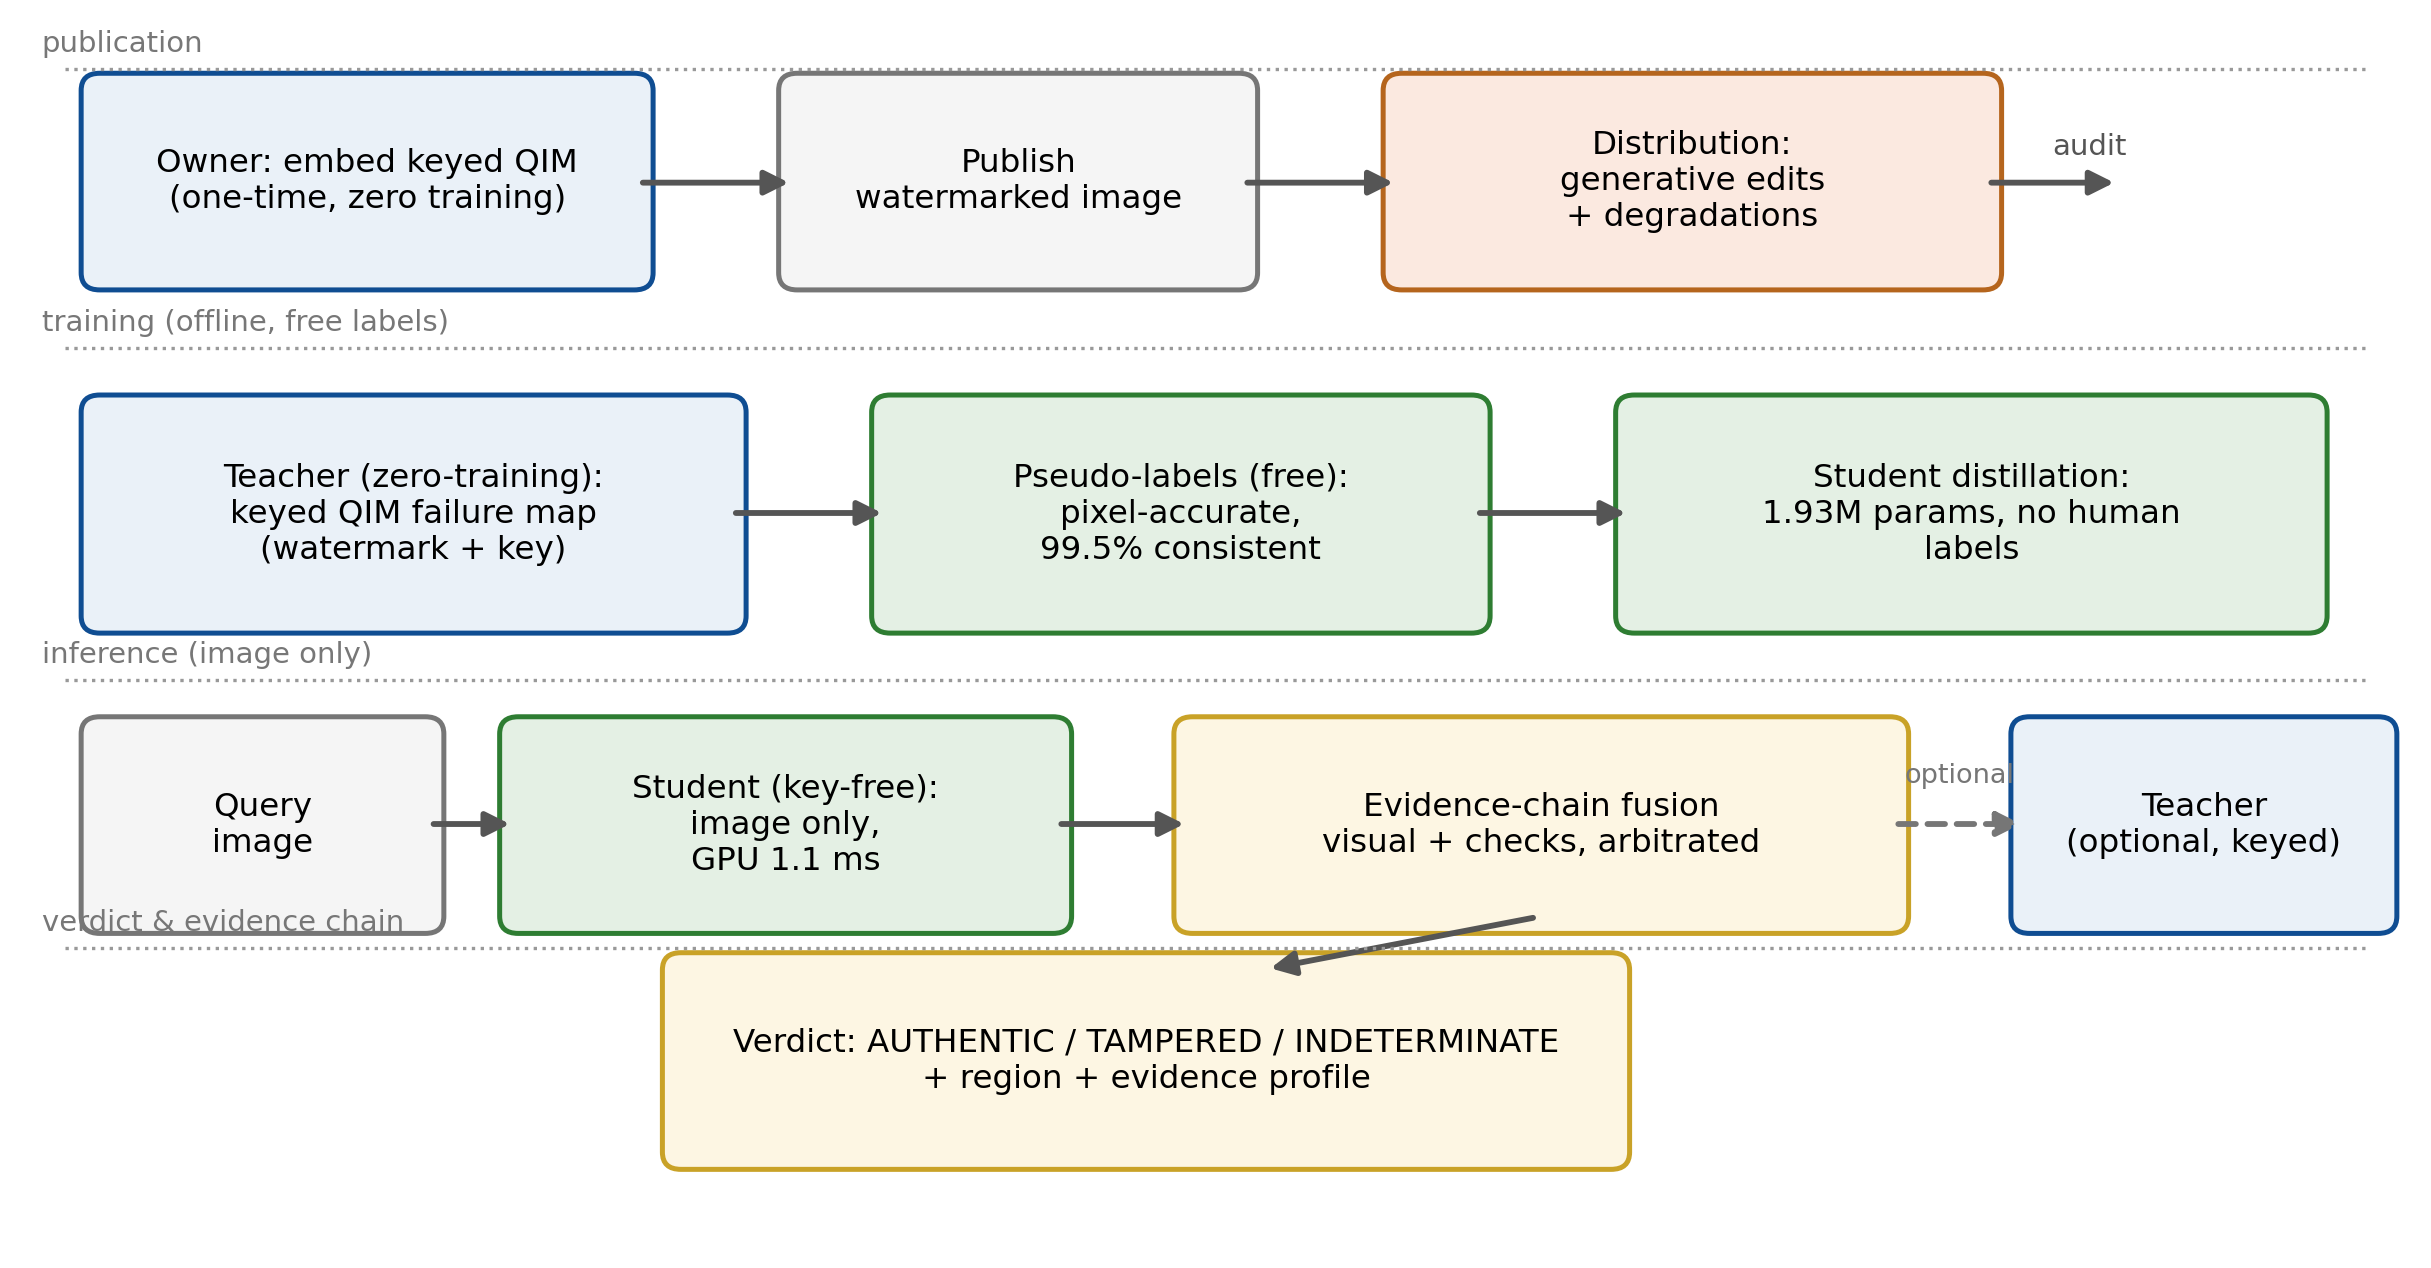 publication
Owner: embed keyed QIM
(one-time, zero training)
Publish
watermarked image
Distribution:
generative edits
+ degradations
audit
training (offline, free labels)
Teacher (zero-training):
keyed QIM failure map
(watermark + key)
Pseudo-labels (free):
pixel-accurate,
99.5% consistent
Student distillation:
1.93M params, no human
labels
inference (image only)
Query
image
Student (key-free):
image only,
GPU 1.1 ms
Evidence-chain fusion
visual + checks, arbitrated
optional
Teacher
(optional, keyed)
verdict & evidence chain
Verdict: AUTHENTIC / TAMPERED / INDETERMINATE
+ region + evidence profile